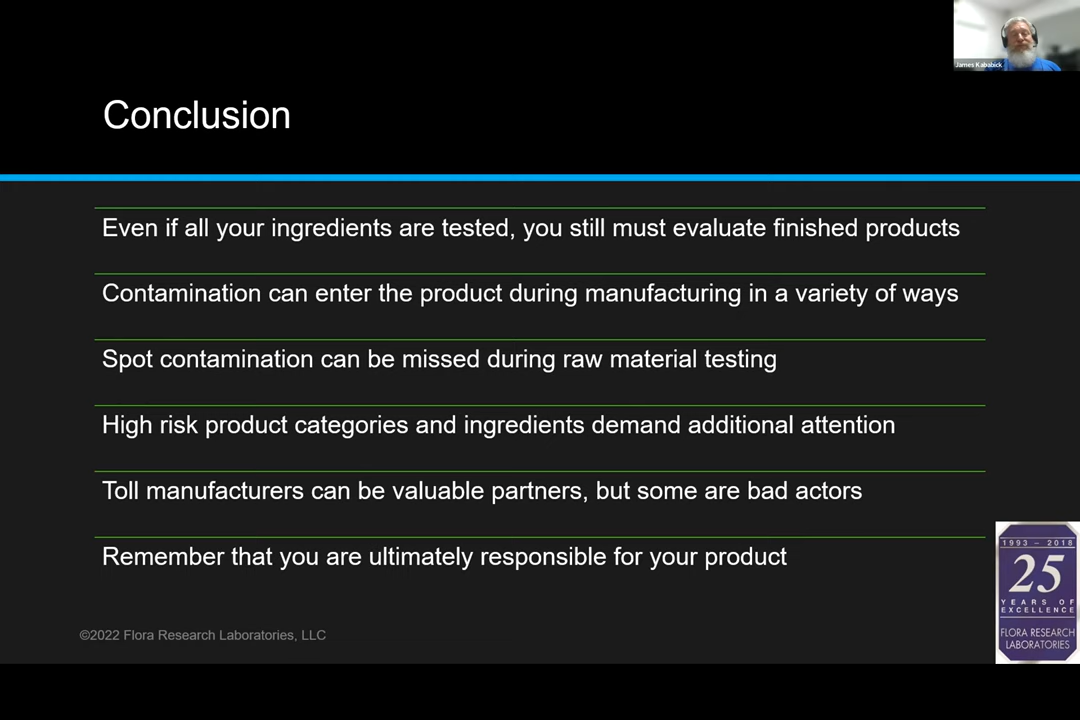 James Kababick
Conclusion
Even if all your ingredients are tested, you still must evaluate finished products
Contamination can enter the product during manufacturing in a variety of ways
Spot contamination can be missed during raw material testing
High risk product categories and ingredients demand additional attention
Toll manufacturers can be valuable partners, but some are bad actors
Remember that you are ultimately responsible for your product
1993 – 2018
25
YEARS OF
EXCELLENCE
FLORA RESEARCH
LABORATORIES
©2022 Flora Research Laboratories, LLC